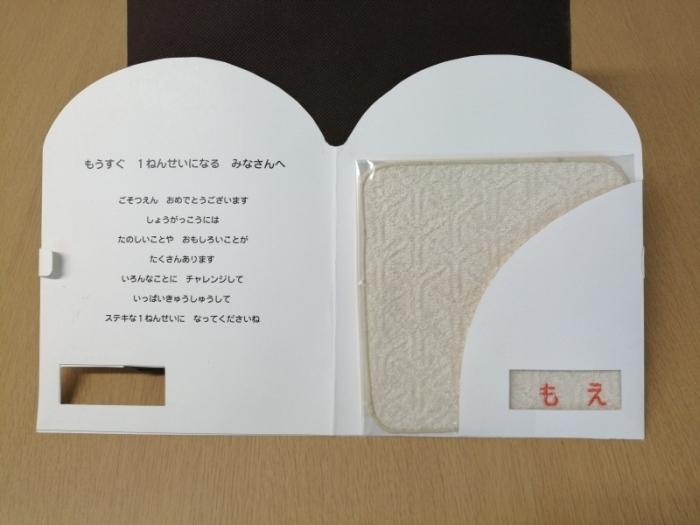 もうすぐ　1ねんせいになる　みなさんへ
ごそつえん　おめでとうございます
しょうがっこうには
たのしいことや　おもしろいことが
たくさんあります
いろんなことに　チャレンジして
いっぱいきゅうしゅうして
ステキな1ねんせいに　なってくださいね
もえ